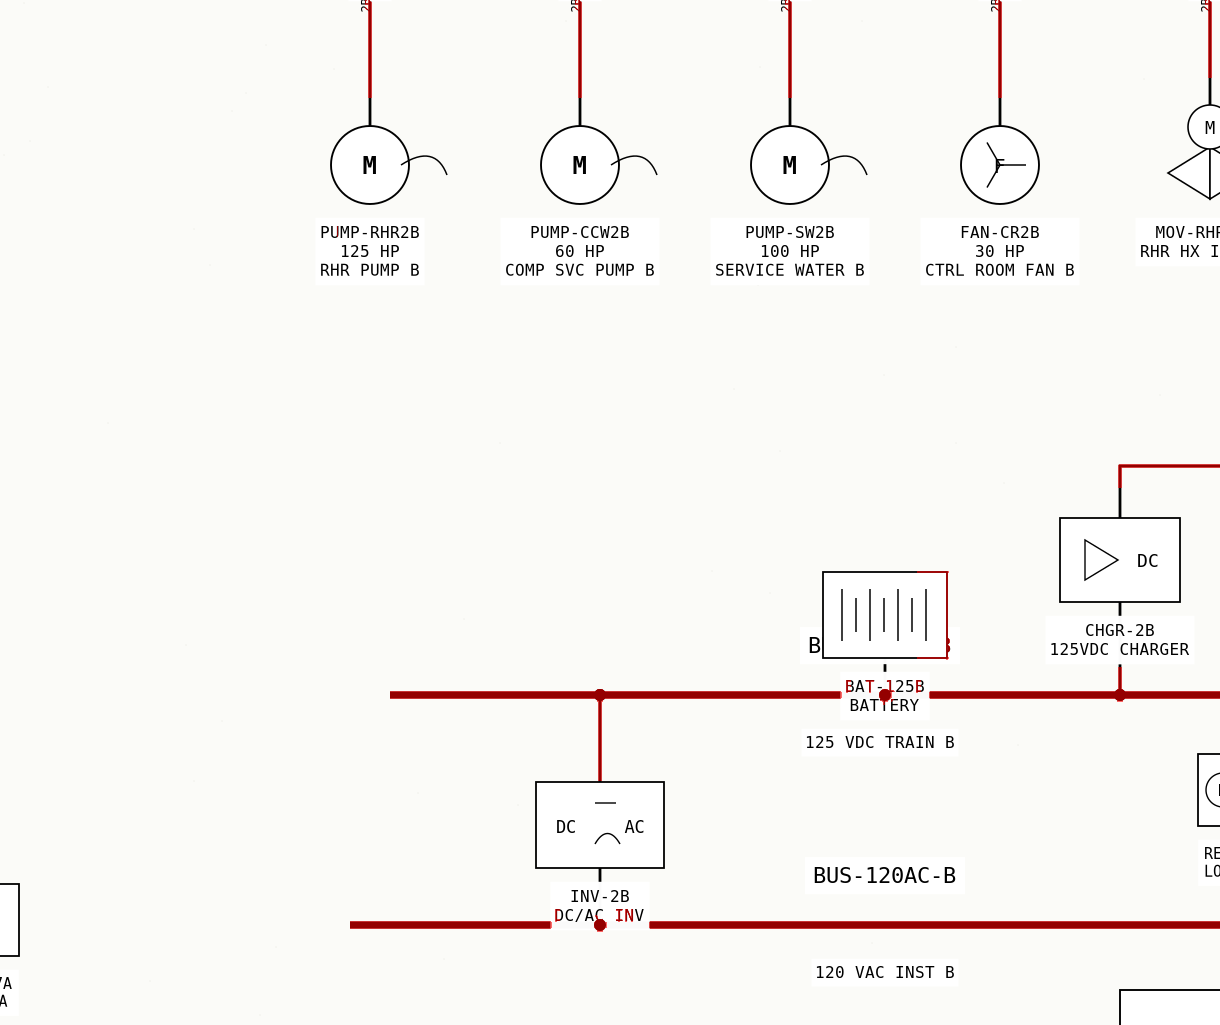 M
M
M
F
M
PUMP-RHR2B
125 HP
RHR PUMP B
PUMP-CCW2B
60 HP
COMP SVC PUMP B
PUMP-SW2B
100 HP
SERVICE WATER B
FAN-CR2B
30 HP
CTRL ROOM FAN B
DC
CHGR-2B
125VDC CHARGER
BAT-125B
BATTERY
125 VDC TRAIN B
DC AC
INV-2B
DC/AC INV
BUS-120AC-B
120 VAC INST B